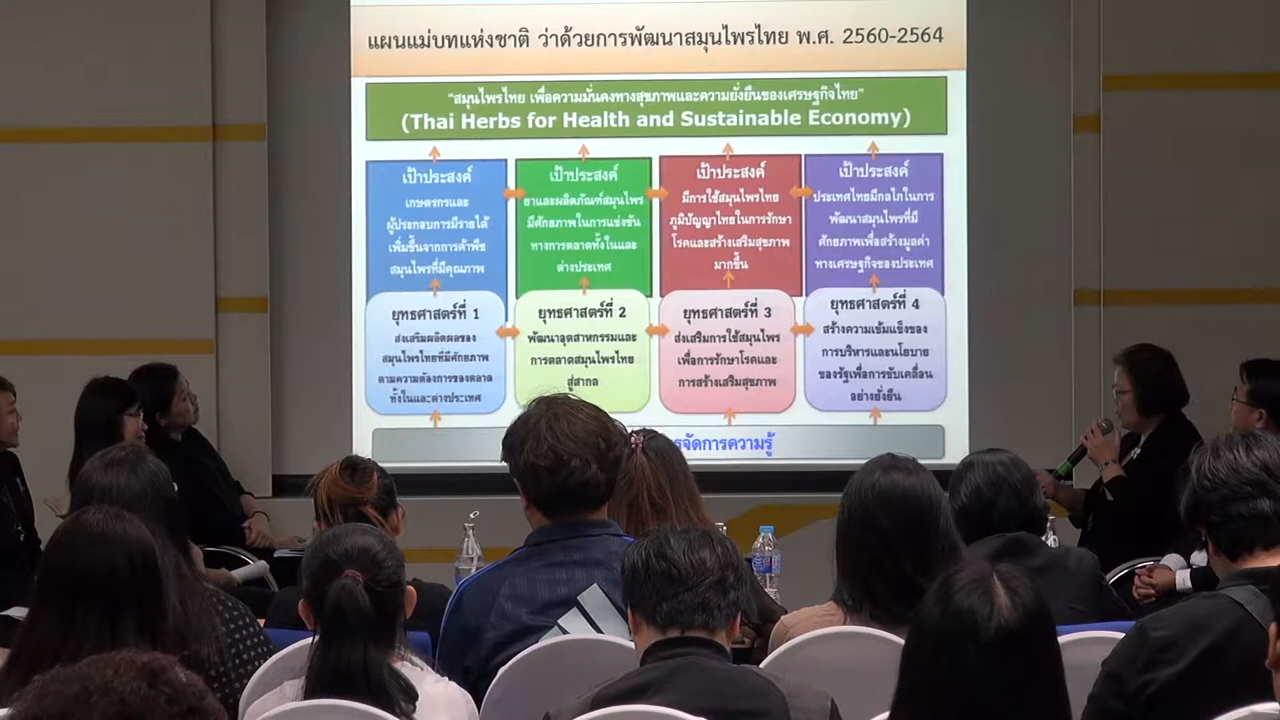 แผนแม่บทแห่งชาติ ว่าด้วยการพัฒนาสมุนไพรไทย พ.ศ. 2560-2564
“สมุนไพรไทย เพื่อความมั่นคงทางสุขภาพและความยั่งยืนของเศรษฐกิจไทย”
(Thai Herbs for Health and Sustainable Economy)
เป้าประสงค์
เกษตรกรและ
ผู้ประกอบการมีรายได้
เพิ่มขึ้นจากการค้าพืช
สมุนไพรที่มีคุณภาพ
เป้าประสงค์
ยาและผลิตภัณฑ์สมุนไพร
มีศักยภาพในการแข่งขัน
ทางการตลาดทั้งในและ
ต่างประเทศ
เป้าประสงค์
มีการใช้สมุนไพรไทย
ภูมิปัญญาไทยในการรักษา
โรคและสร้างเสริมสุขภาพ
มากขึ้น
เป้าประสงค์
ประเทศไทยมีกลไกในการ
พัฒนาสมุนไพรที่มี
ศักยภาพเพื่อสร้างมูลค่า
ทางเศรษฐกิจของประเทศ
ยุทธศาสตร์ที่ 1
ส่งเสริมผลิตผลของ
สมุนไพรไทยที่มีศักยภาพ
ตามความต้องการของตลาด
ทั้งในและต่างประเทศ
ยุทธศาสตร์ที่ 2
พัฒนาอุตสาหกรรมและ
การตลาดสมุนไพรไทย
สู่สากล
ยุทธศาสตร์ที่ 3
ส่งเสริมการใช้สมุนไพร
เพื่อการรักษาโรคและ
การสร้างเสริมสุขภาพ
ยุทธศาสตร์ที่ 4
สร้างความเข้มแข็งของ
การบริหารและนโยบาย
ของรัฐเพื่อการขับเคลื่อน
อย่างยั่งยืน
รจัดการความรู้